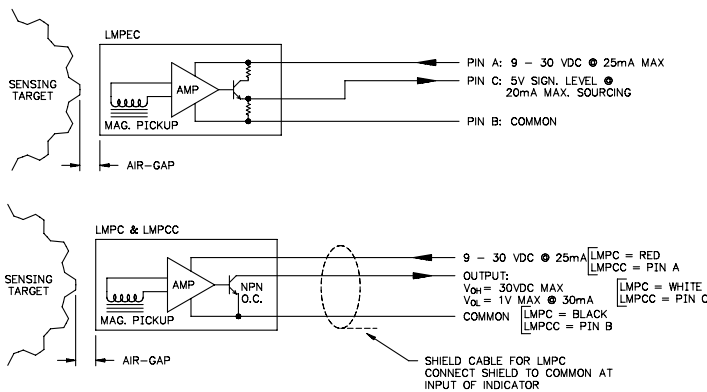 LMPEC
SENSING
TARGET
AMP
MAG. PICKUP
AIR-GAP
PIN A: 9 - 30 VDC @ 25mA MAX
PIN C: 5V SIGN. LEVEL @
20mA MAX. SOURCING
PIN B: COMMON
LMPC & LMPCC
SENSING
TARGET
AMP
NPN
O.C.
MAG. PICKUP
AIR-GAP
9 - 30 VDC @ 25mA
LMPC = RED
LMPCC = PIN A
OUTPUT:
VOH = 30VDC MAX
VOL = 1V MAX @ 30mA
LMPC = WHITE
LMPCC = PIN C
COMMON
LMPC = BLACK
LMPCC = PIN B
SHIELD CABLE FOR LMPC
CONNECT SHIELD TO COMMON AT
INPUT OF INDICATOR